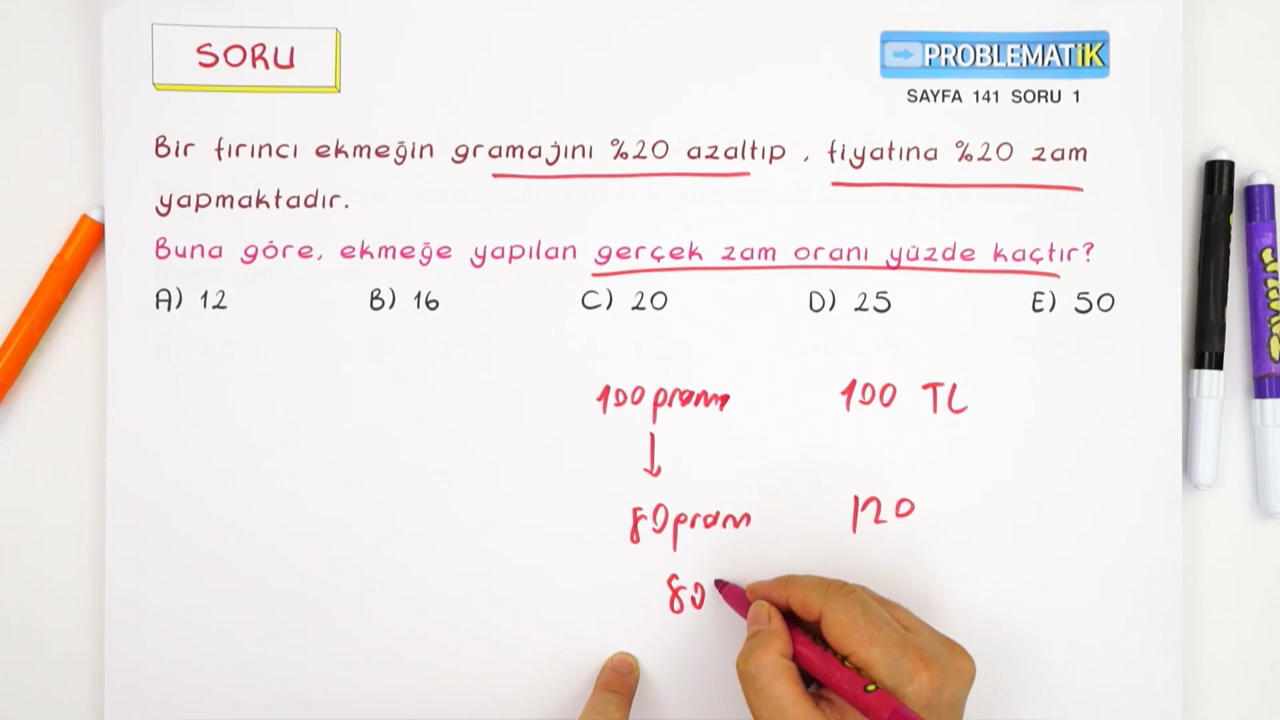 SORU
PROBLEMATiK
SAYFA 141 SORU 1
Bir fırıncı ekmeğin gramajını %20 azaltıp , fiyatına %20 zam
yapmaktadır.
Buna göre, ekmeğe yapılan gerçek zam oranı yüzde kaçtır?
A) 12 B) 16 C) 20 D) 25 E) 50
100 gram 100 TL
80 gram 120
80